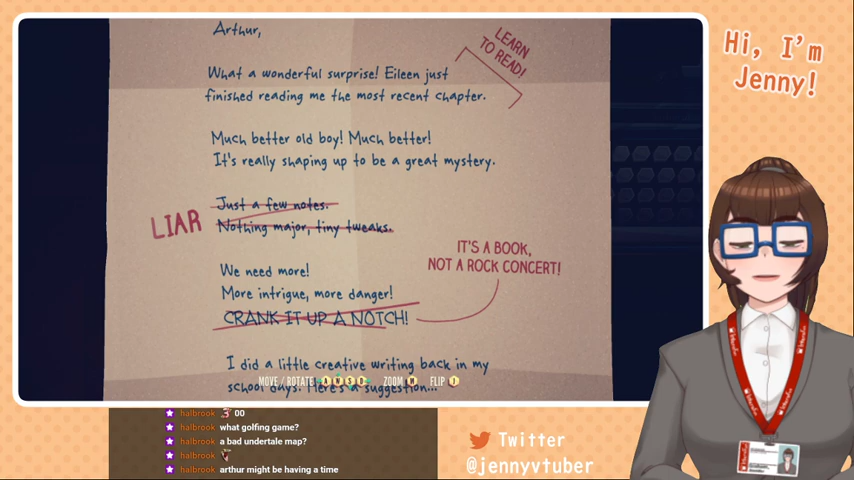 Arthur,
LEARN
TO READ!
What a wonderful surprise! Eileen just
finished reading me the most recent chapter.
Much better old boy! Much better!
It's really shaping up to be a great mystery.
Just a few notes.
LIAR
Nothing major, tiny tweaks.
IT'S A BOOK,
NOT A ROCK CONCERT!
We need more!
More intrigue, more danger!
CRANK IT UP A NOTCH!
I did a little creative writing back in my
school days. Here's a suggestion...
MOVE / ROTATE A W S D ZOOM FLIP
Hi, I'm
Jenny!
halbrook 00
halbrook what golfing game?
halbrook a bad undertale map?
halbrook
halbrook arthur might be having a time
Twitter
@jennyvtuber